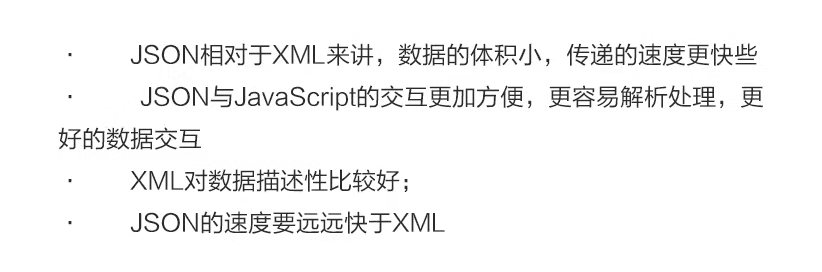 · JSON相对于XML来讲，数据的体积小，传递的速度更快些
· JSON与JavaScript的交互更加方便，更容易解析处理，更
好的数据交互
· XML对数据描述性比较好；
· JSON的速度要远远快于XML